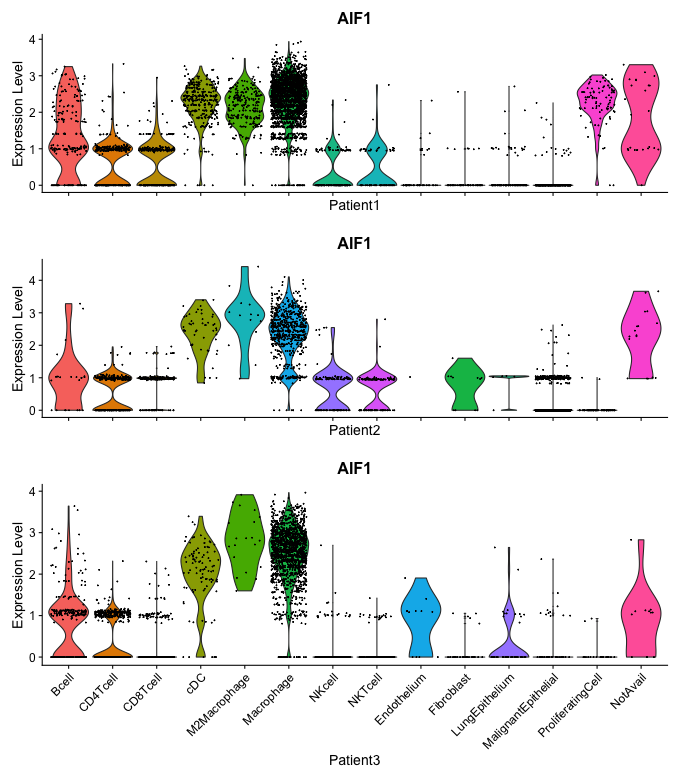 AIF1
Expression Level
4
3
2
1
0
Patient1
AIF1
Expression Level
4
3
2
1
0
Patient2
AIF1
Expression Level
4
3
2
1
0
Bcell
CD4Tcell
CD8Tcell
cDC
M2Macrophage
Macrophage
NKcell
NKTcell
Endothelium
Fibroblast
LungEpithelium
MalignantEpithelial
ProliferatingCell
NotAvail
Patient3